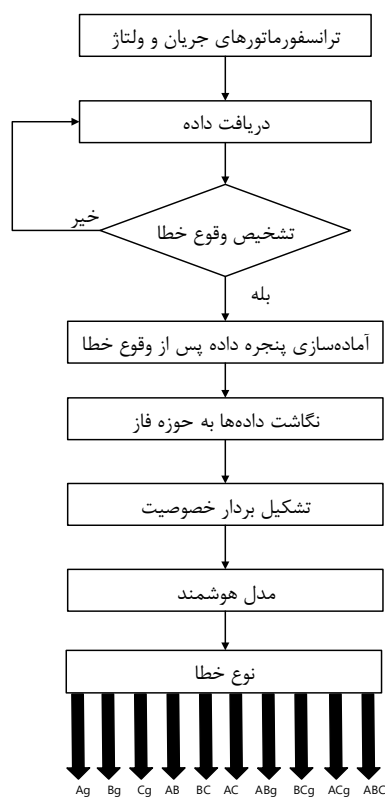 ترانسفورماتورهای جریان و ولتاژ
دریافت داده
خیر
تشخیص وقوع خطا
بله
آماده‌سازی پنجره داده پس از وقوع خطا
نگاشت داده‌ها به حوزه فاز
تشکیل بردار خصوصیت
مدل هوشمند
نوع خطا
Ag Bg Cg AB BC AC ABg BCg ACg ABC